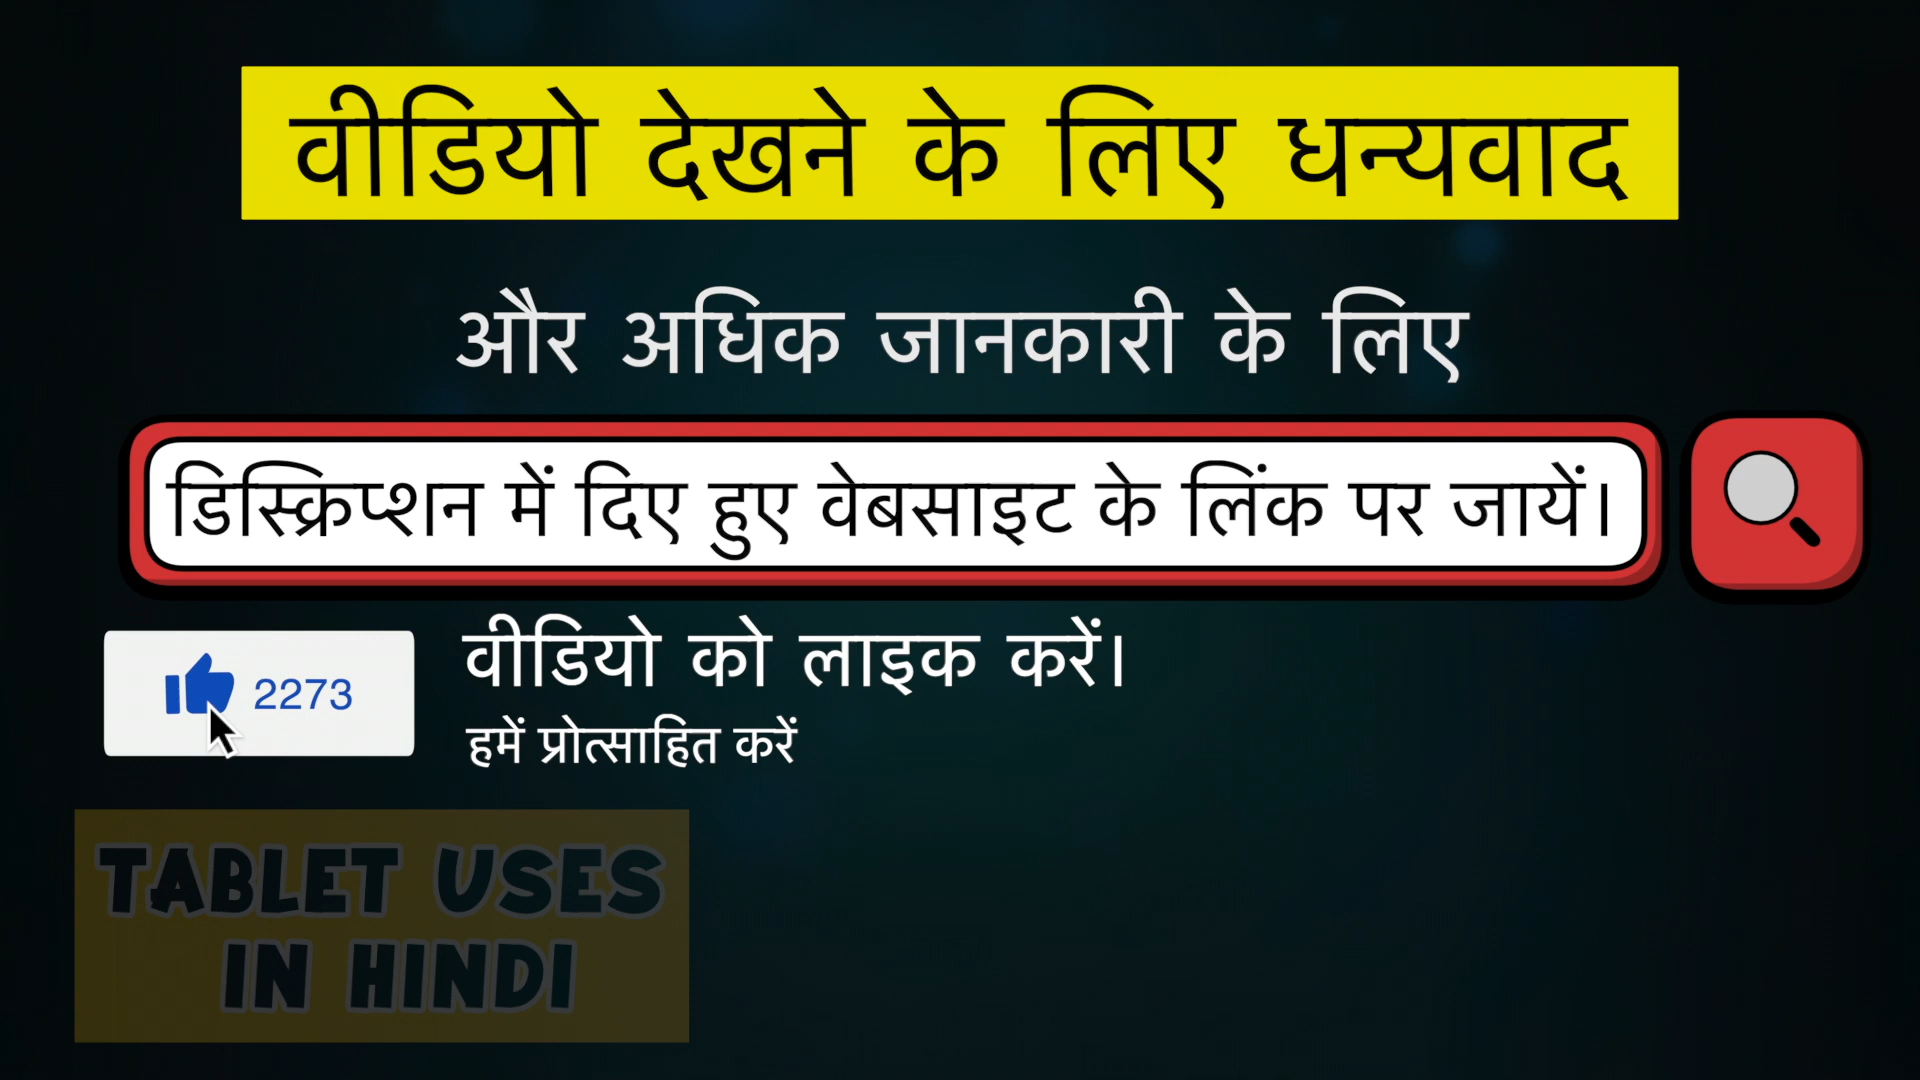 वीडियो देखने के लिए धन्यवाद
और अधिक जानकारी के लिए
डिस्क्रिप्शन में दिए हुए वेबसाइट के लिंक पर जायें।
2273
वीडियो को लाइक करें।
हमें प्रोत्साहित करें
TABLET USES
IN HINDI